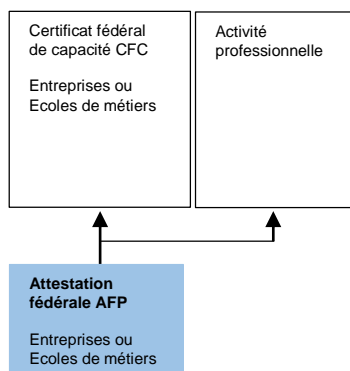 Certificat fédéral
de capacité CFC
Entreprises ou
Ecoles de métiers
Activité
professionnelle
Attestation
fédérale AFP
Entreprises ou
Ecoles de métiers